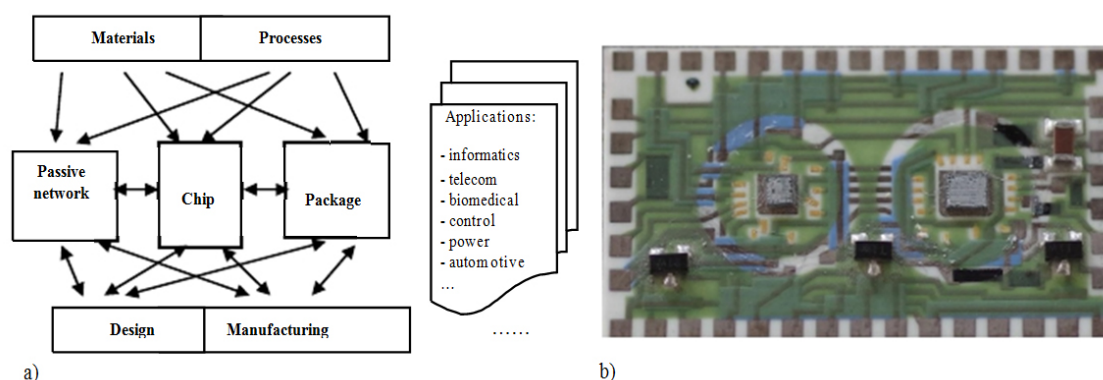 Materials Processes
Passive
network
Chip
Package
Design Manufacturing
a)
Applications:
- informatics
- telecom
- biomedical
- control
- power
- automotive
...
......
b)